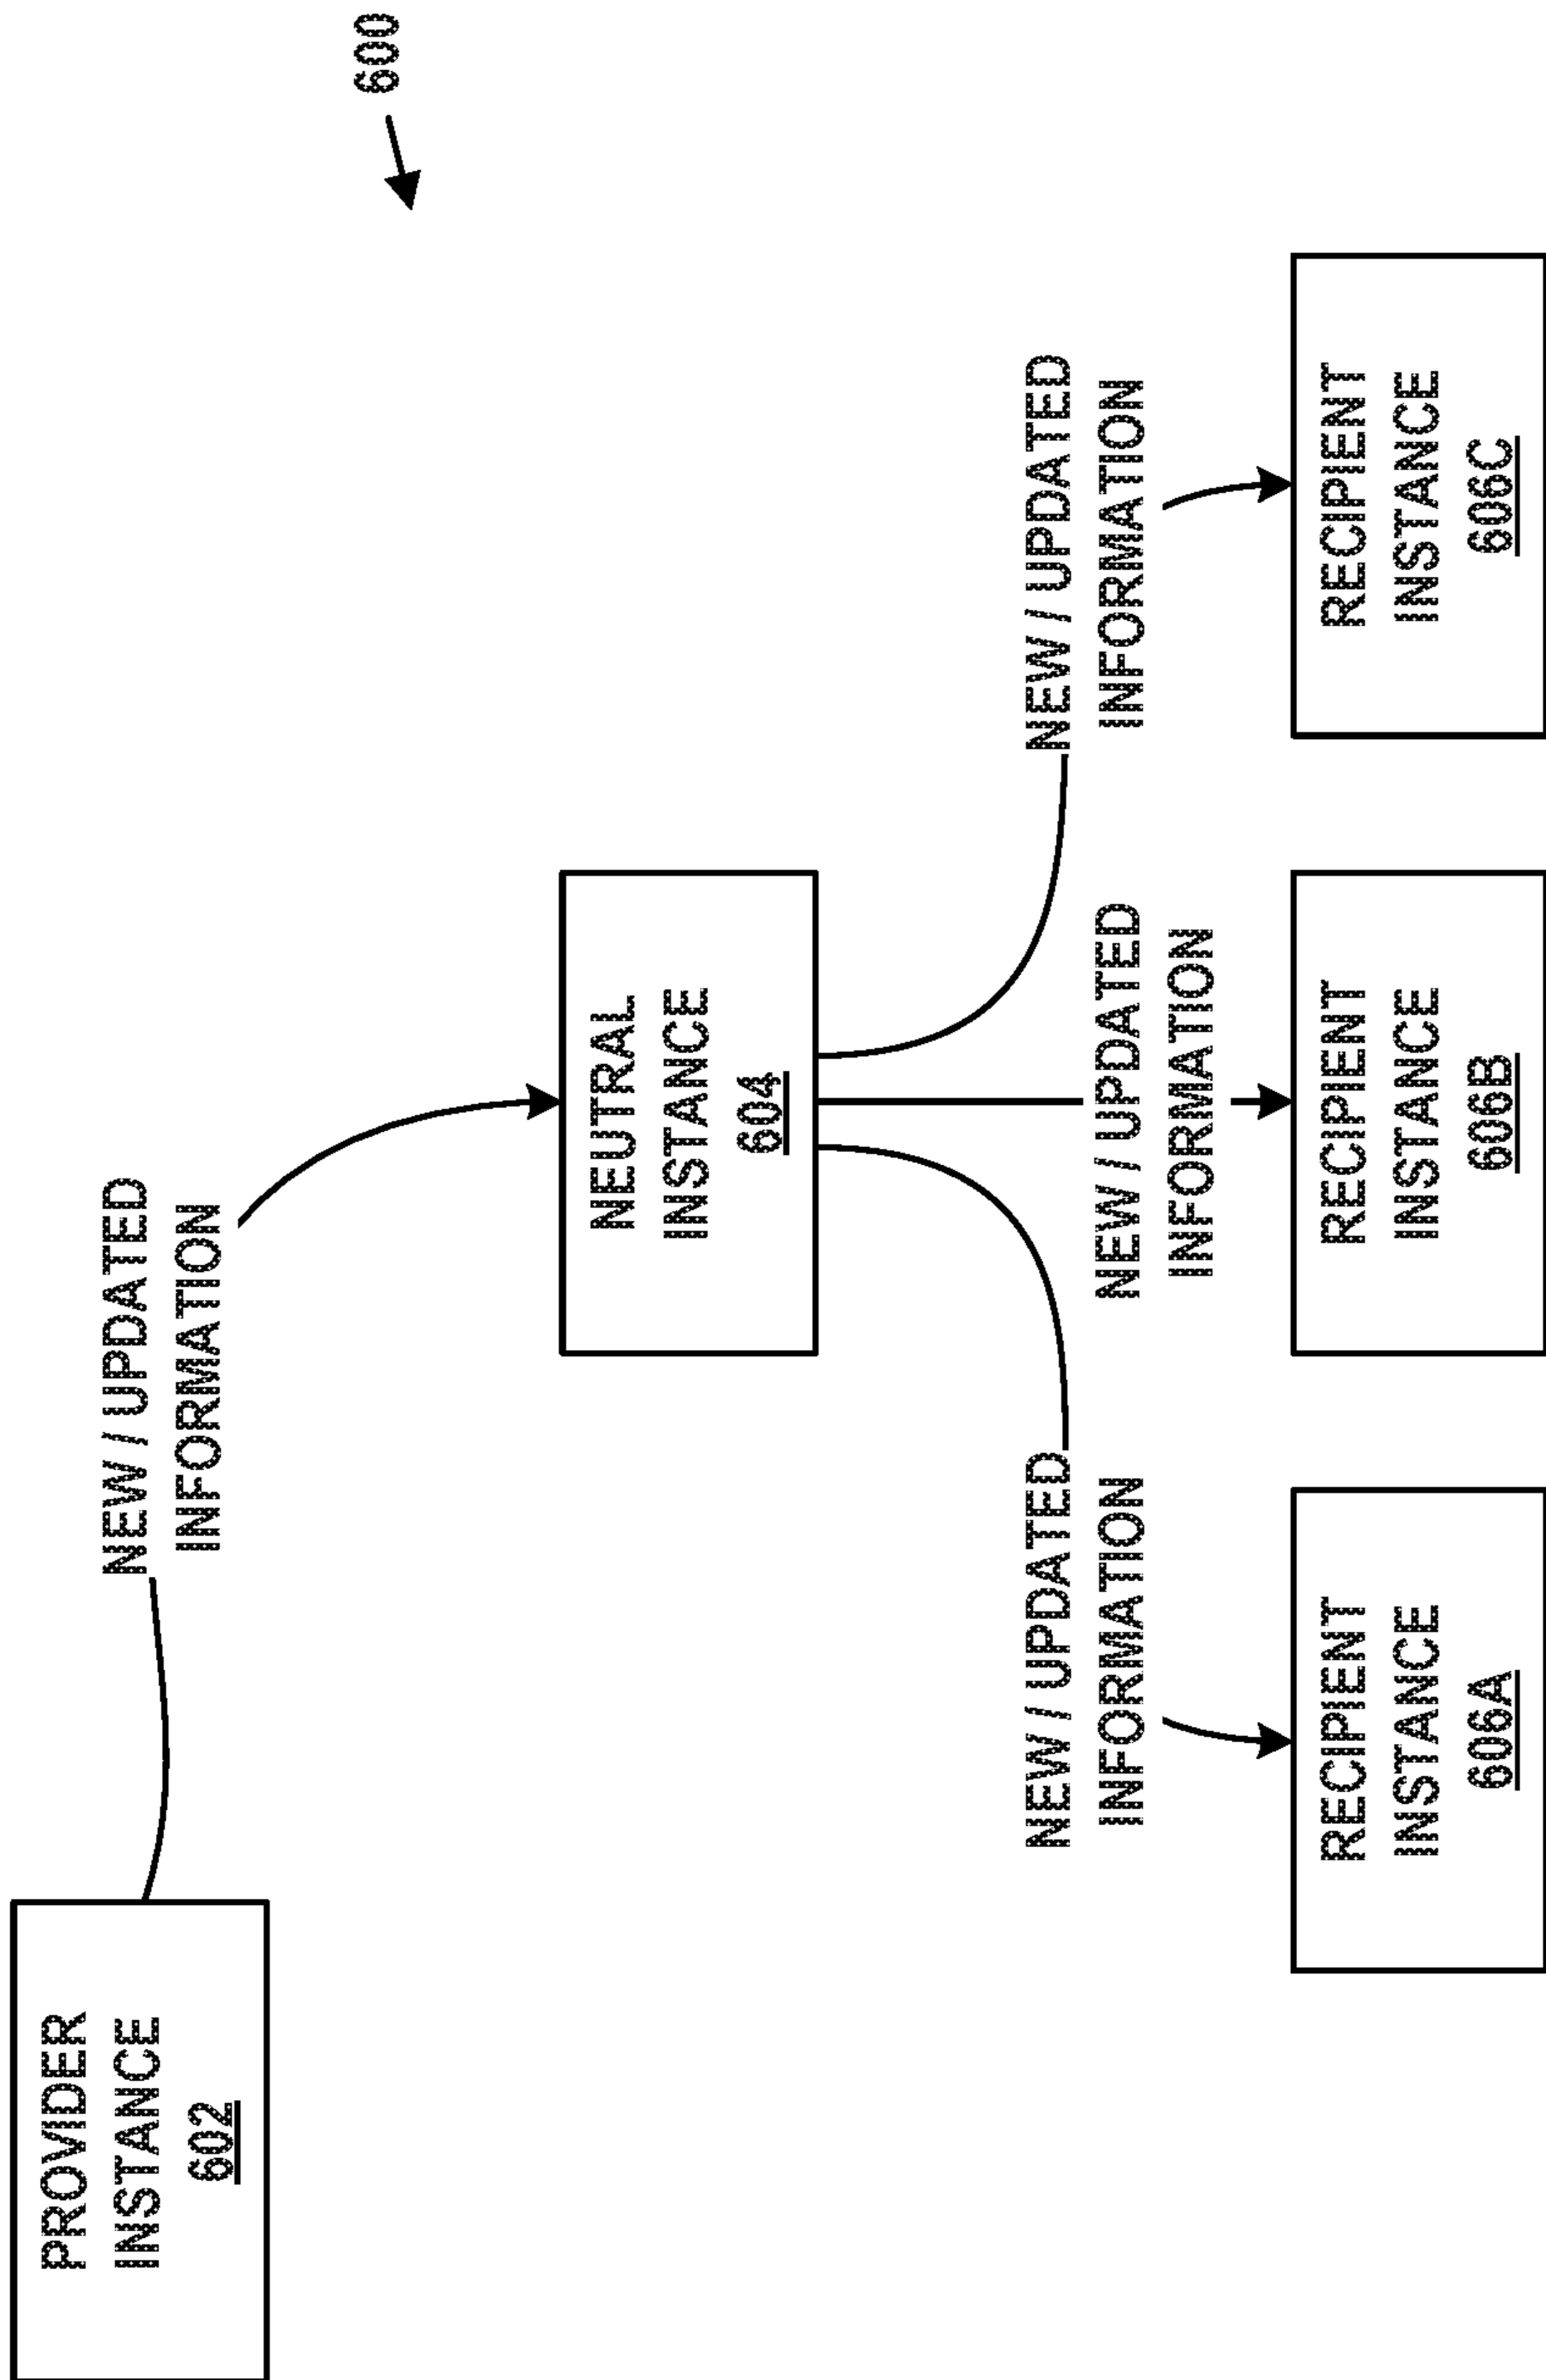 PROVIDER
INSTANCE
602
NEW / UPDATED
INFORMATION
600
NEUTRAL
INSTANCE
604
NEW / UPDATED
INFORMATION
NEW / UPDATED
INFORMATION
NEW / UPDATED
INFORMATION
RECIPIENT
INSTANCE
606A
RECIPIENT
INSTANCE
606B
RECIPIENT
INSTANCE
606C